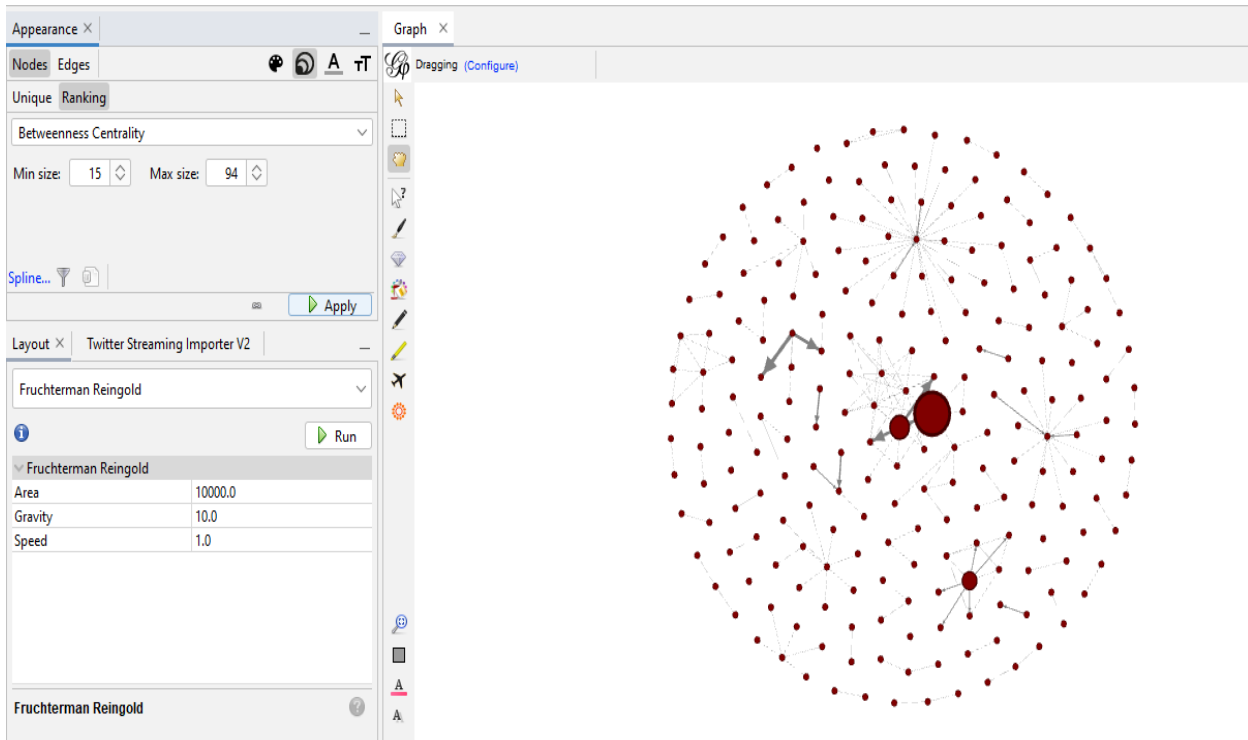 Appearance
Nodes Edges A TT
Unique Ranking
Betweenness Centrality
Min size: 15 Max size: 94
Spline...
Apply
Layout Twitter Streaming Importer V2
Fruchterman Reingold
Run
Fruchterman Reingold
Area 10000.0
Gravity 10.0
Speed 1.0
Fruchterman Reingold ?
Graph
Dragging (Configure)
?
A
A